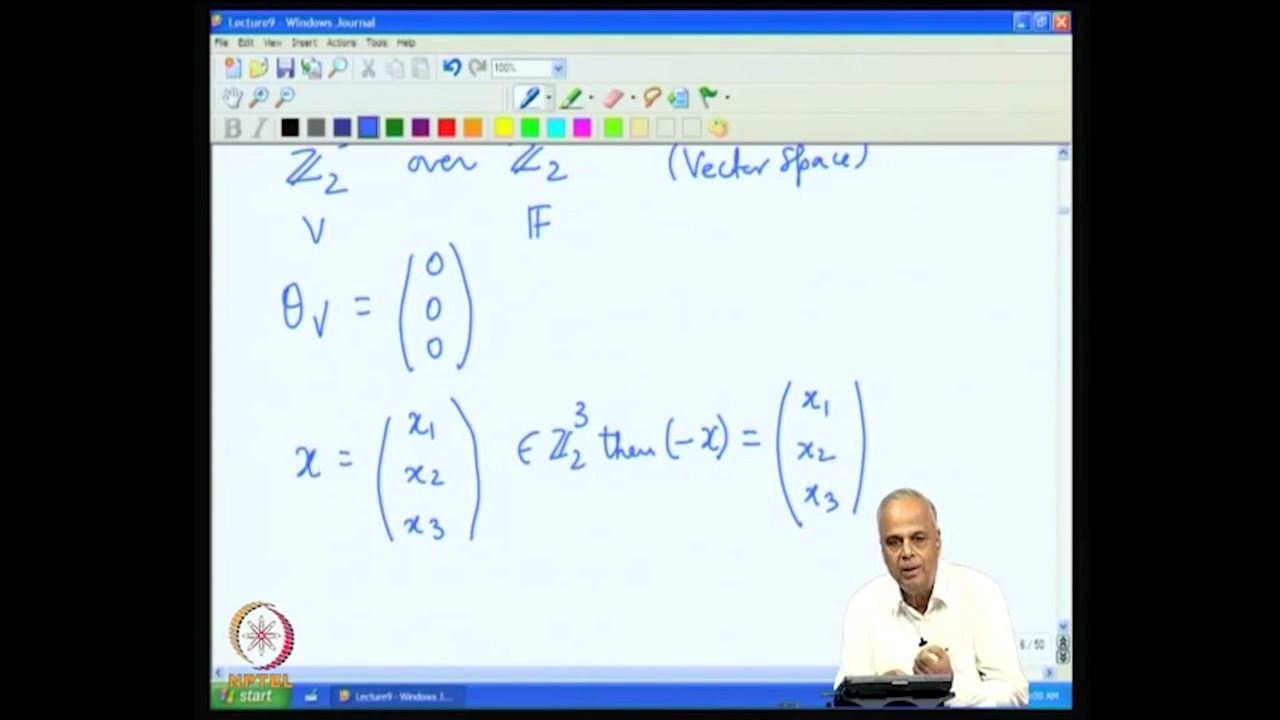 Lecture9 - Windows Journal
File Edit View Insert Actions Tools Help
100%
B I
ℤ₂³ over ℤ₂ (Vector Space)
V 𝔽
θ_V = (0
0
0)
x = (x₁
x₂
x₃) ∈ ℤ₂³ then (-x) = (x₁
x₂
x₃)
6 / 50
NPTEL
start Lecture9 - Windows J...